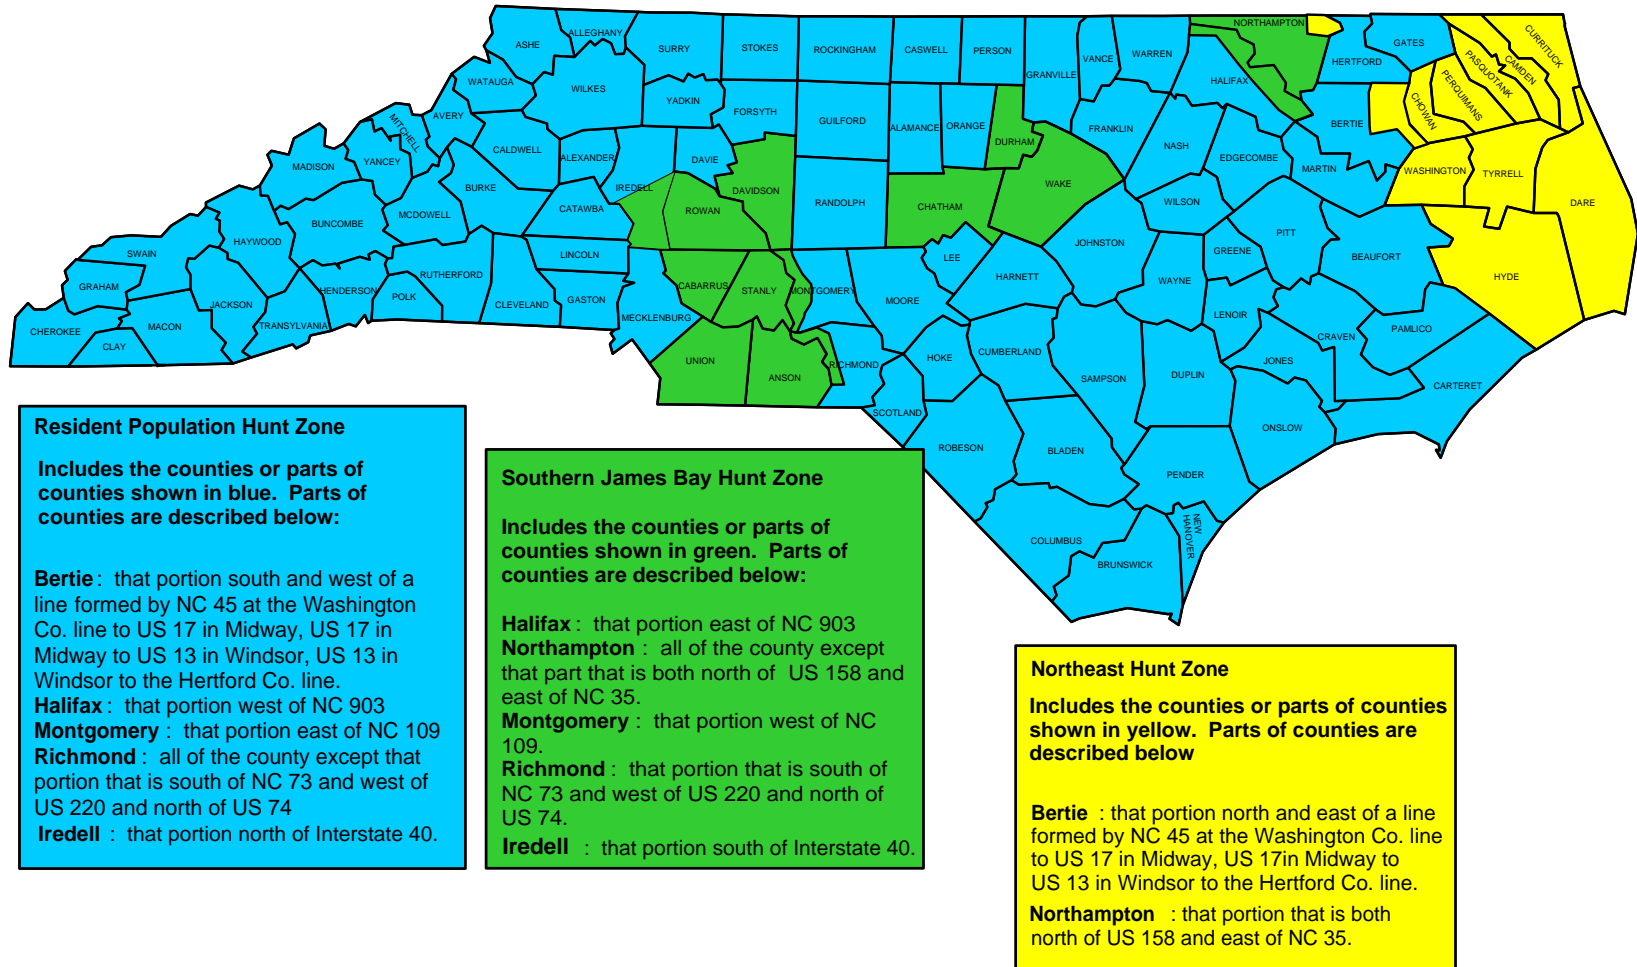 ALLEGHANY
ASHE
SURRY
STOKES
ROCKINGHAM
CASWELL
PERSON
GRANVILLE
VANCE
WARREN
NORTHAMPTON
GATES
HERTFORD
CURRITUCK
CAMDEN
PASQUOTANK
PERQUIMANS
CHOWAN
WATAUGA
WILKES
YADKIN
FORSYTH
GUILFORD
ALAMANCE
ORANGE
DURHAM
FRANKLIN
HALIFAX
BERTIE
MITCHELL
AVERY
CALDWELL
ALEXANDER
IREDELL
DAVIE
DAVIDSON
RANDOLPH
CHATHAM
WAKE
NASH
EDGECOMBE
MARTIN
WASHINGTON
TYRRELL
DARE
MADISON
YANCEY
BURKE
CATAWBA
ROWAN
WILSON
PITT
BEAUFORT
HYDE
BUNCOMBE
MCDOWELL
HAYWOOD
SWAIN
GRAHAM
JACKSON
HENDERSON
POLK
RUTHERFORD
CLEVELAND
LINCOLN
GASTON
MECKLENBURG
CABARRUS
STANLY
MONTGOMERY
MOORE
LEE
HARNETT
JOHNSTON
WAYNE
GREENE
LENOIR
CRAVEN
PAMLICO
CHEROKEE
CLAY
MACON
TRANSYLVANIA
UNION
ANSON
RICHMOND
HOKE
CUMBERLAND
SAMPSON
DUPLIN
JONES
CARTERET
SCOTLAND
ROBESON
BLADEN
PENDER
ONSLOW
COLUMBUS
BRUNSWICK
NEW
HANOVER
Resident Population Hunt Zone
Includes the counties or parts of
counties shown in blue. Parts of
counties are described below:
Bertie : that portion south and west of a
line formed by NC 45 at the Washington
Co. line to US 17 in Midway, US 17 in
Midway to US 13 in Windsor, US 13 in
Windsor to the Hertford Co. line.
Halifax : that portion west of NC 903
Montgomery : that portion east of NC 109
Richmond : all of the county except that
portion that is south of NC 73 and west of
US 220 and north of US 74
Iredell : that portion north of Interstate 40.
Southern James Bay Hunt Zone
Includes the counties or parts of
counties shown in green. Parts of
counties are described below:
Halifax : that portion east of NC 903
Northampton : all of the county except
that part that is both north of US 158 and
east of NC 35.
Montgomery : that portion west of NC
109.
Richmond : that portion that is south of
NC 73 and west of US 220 and north of
US 74.
Iredell : that portion south of Interstate 40.
Northeast Hunt Zone
Includes the counties or parts of counties
shown in yellow. Parts of counties are
described below
Bertie : that portion north and east of a line
formed by NC 45 at the Washington Co. line
to US 17 in Midway, US 17in Midway to
US 13 in Windsor to the Hertford Co. line.
Northampton : that portion that is both
north of US 158 and east of NC 35.